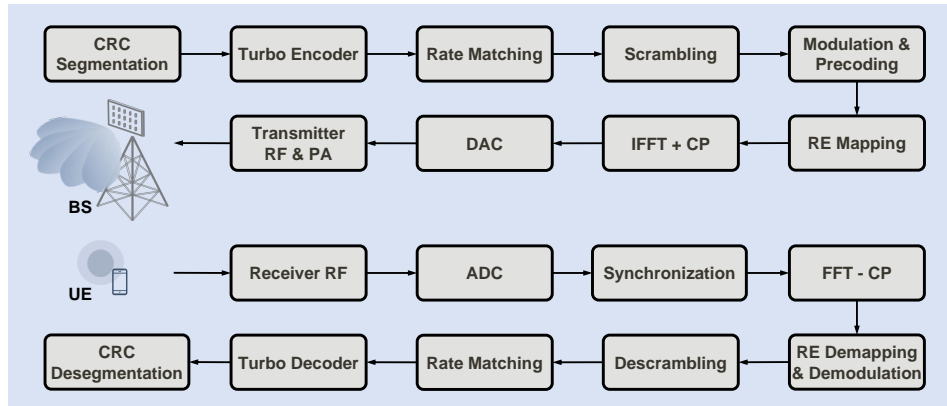 CRC
Segmentation
Turbo Encoder
Rate Matching
Scrambling
Modulation &
Precoding
Transmitter
RF & PA
DAC
IFFT + CP
RE Mapping
BS
Receiver RF
ADC
Synchronization
FFT - CP
UE
CRC
Desegmentation
Turbo Decoder
Rate Matching
Descrambling
RE Demapping
& Demodulation